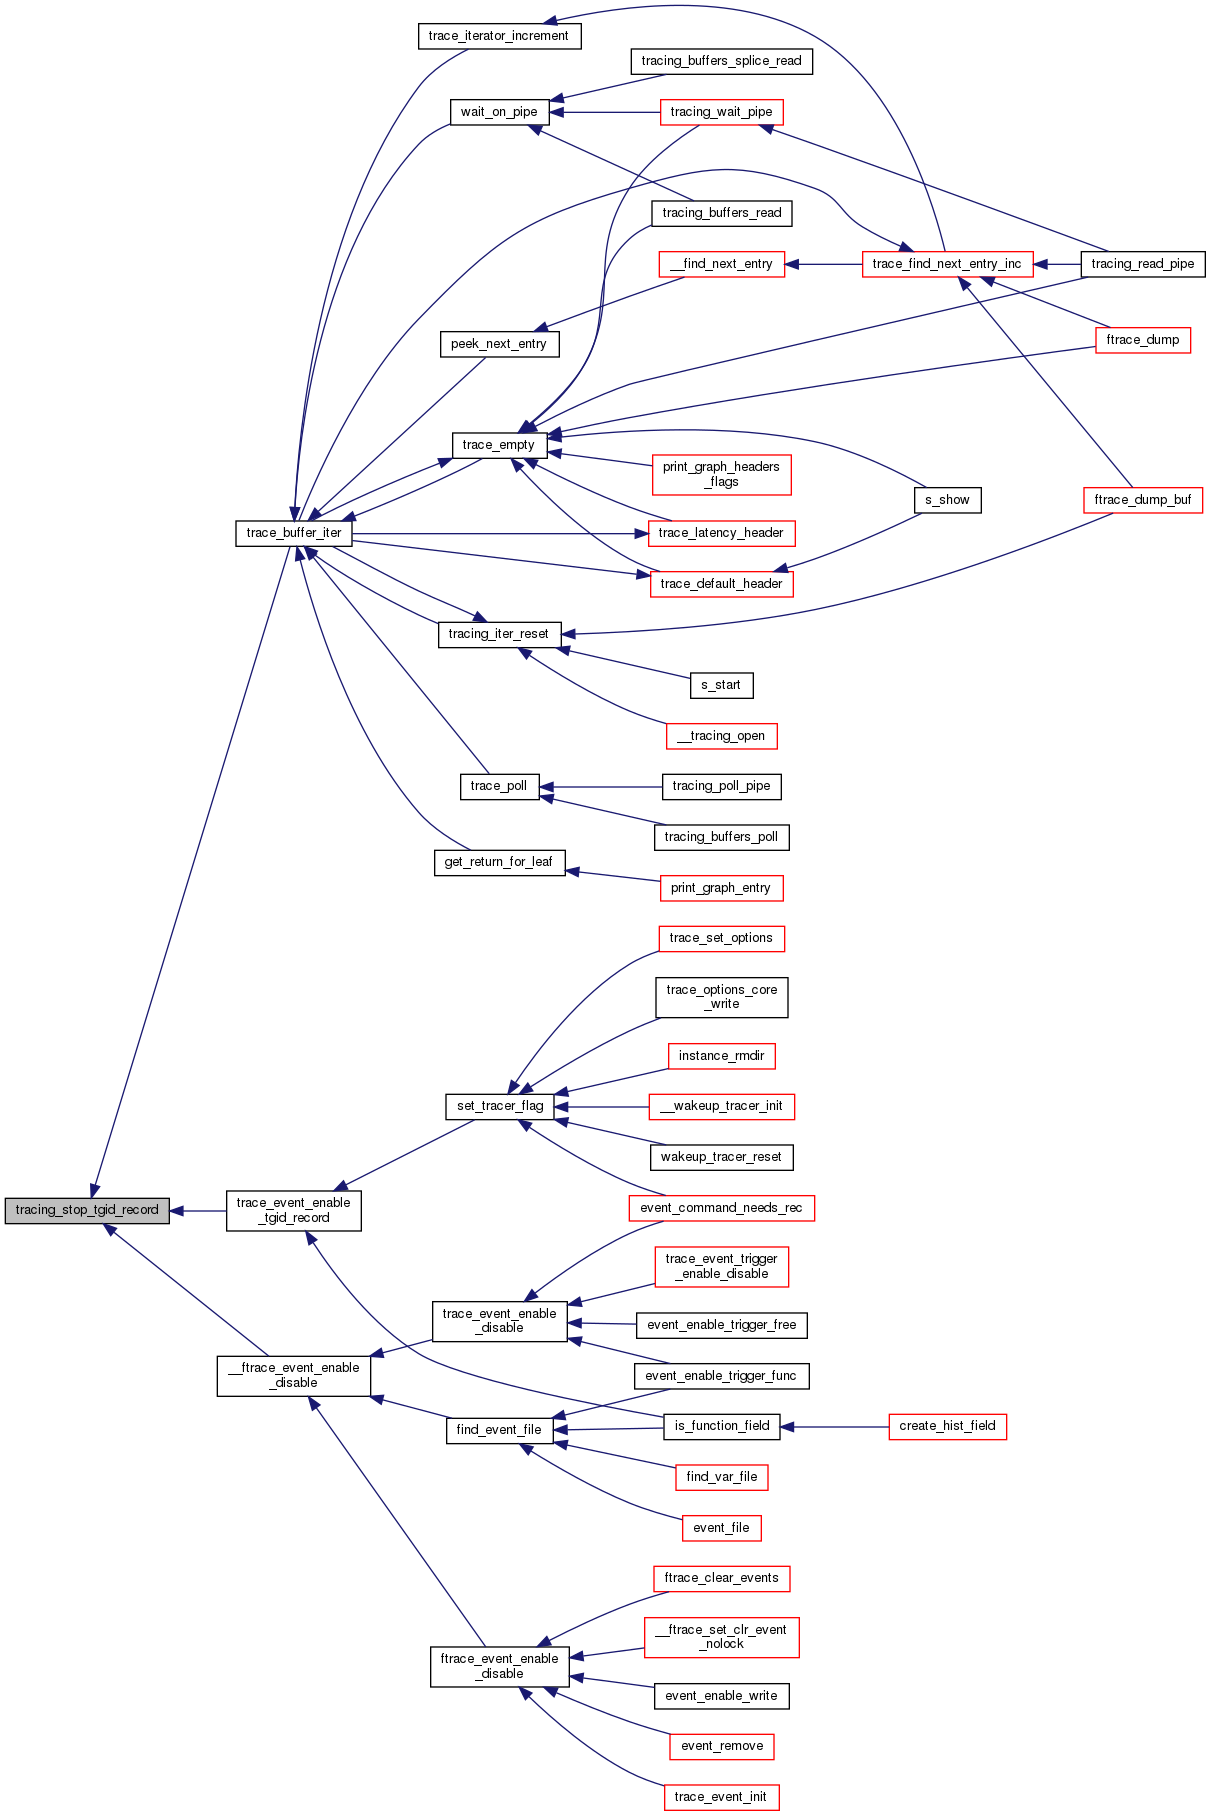 trace_iterator_increment
tracing_buffers_splice_read
wait_on_pipe
tracing_wait_pipe
tracing_buffers_read
__find_next_entry
trace_find_next_entry_inc
tracing_read_pipe
peek_next_entry
ftrace_dump
trace_empty
print_graph_headers
_flags
s_show
ftrace_dump_buf
trace_buffer_iter
trace_latency_header
trace_default_header
tracing_iter_reset
s_start
__tracing_open
trace_poll
tracing_poll_pipe
tracing_buffers_poll
get_return_for_leaf
print_graph_entry
trace_set_options
trace_options_core
_write
instance_rmdir
set_tracer_flag
__wakeup_tracer_init
wakeup_tracer_reset
tracing_stop_tgid_record
trace_event_enable
_tgid_record
event_command_needs_rec
trace_event_trigger
_enable_disable
trace_event_enable
_disable
event_enable_trigger_free
__ftrace_event_enable
_disable
event_enable_trigger_func
find_event_file
is_function_field
create_hist_field
find_var_file
event_file
ftrace_clear_events
__ftrace_set_clr_event
_nolock
ftrace_event_enable
_disable
event_enable_write
event_remove
trace_event_init